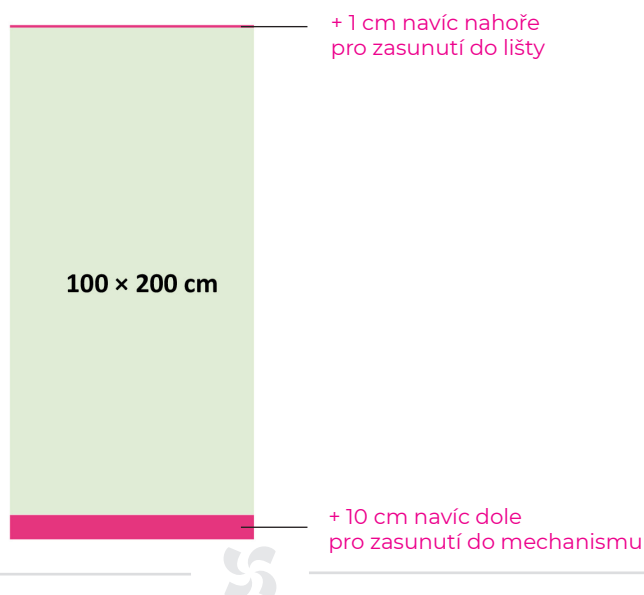 + 1 cm navíc nahoře
pro zasunutí do lišty
100 × 200 cm
+ 10 cm navíc dole
pro zasunutí do mechanismu